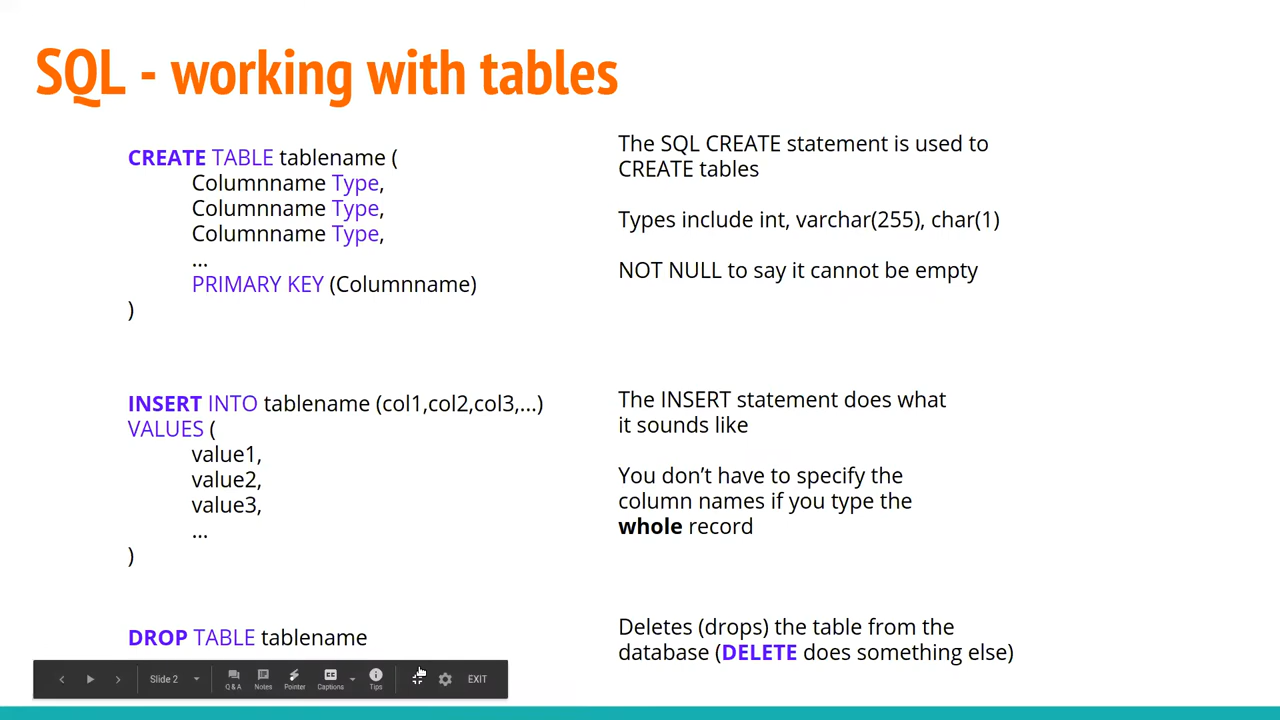 SQL - working with tables
CREATE TABLE tablename (
Columnname Type,
Columnname Type,
Columnname Type,
...
PRIMARY KEY (Columnname)
)
The SQL CREATE statement is used to
CREATE tables
Types include int, varchar(255), char(1)
NOT NULL to say it cannot be empty
INSERT INTO tablename (col1,col2,col3,...)
VALUES (
value1,
value2,
value3,
...
)
The INSERT statement does what
it sounds like
You don’t have to specify the
column names if you type the
whole record
DROP TABLE tablename
Deletes (drops) the table from the
database (DELETE does something else)
Slide 2
Q & A
Notes
Pointer
Captions
Tips
EXIT